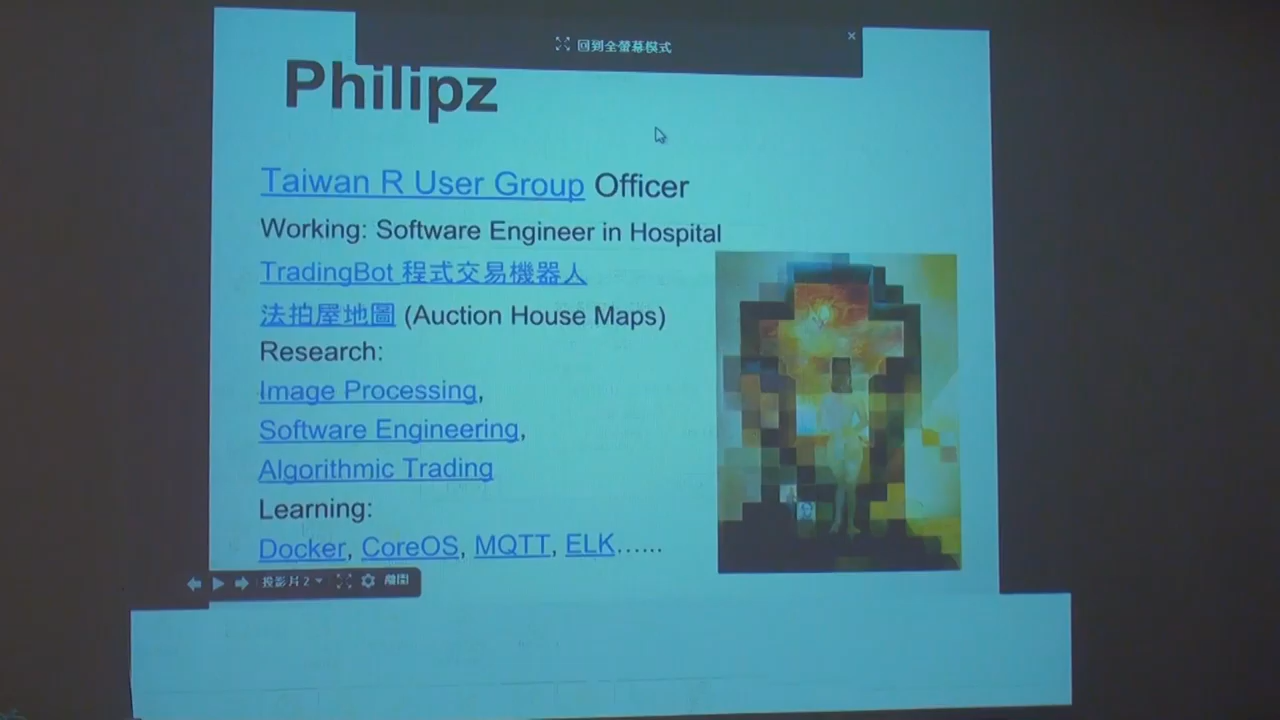 回到全螢幕模式
×
Philipz
Taiwan R User Group Officer
Working: Software Engineer in Hospital
TradingBot 程式交易機器人
法拍屋地圖 (Auction House Maps)
Research:
Image Processing,
Software Engineering,
Algorithmic Trading
Learning:
Docker, CoreOS, MQTT, ELK……
投影片 2 離開